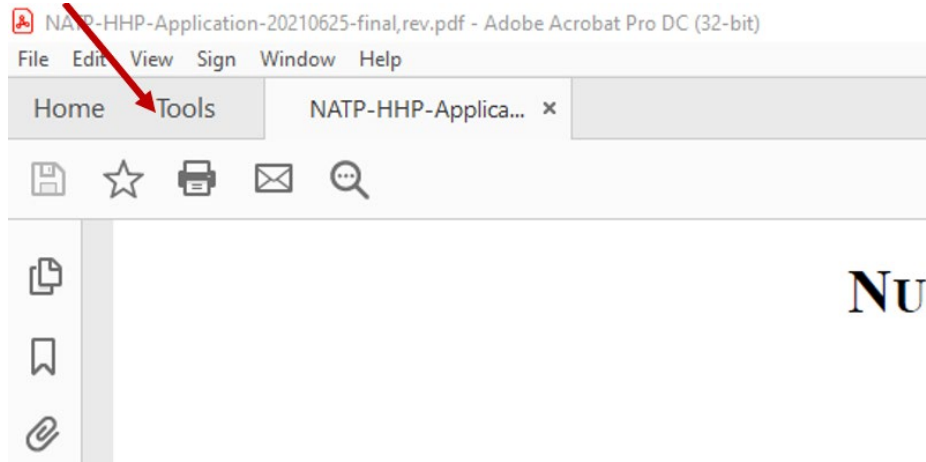 NATP-HHP-Application-20210625-final,rev.pdf - Adobe Acrobat Pro DC (32-bit)
File Edit View Sign Window Help
Home Tools NATP-HHP-Applica... ×
NU